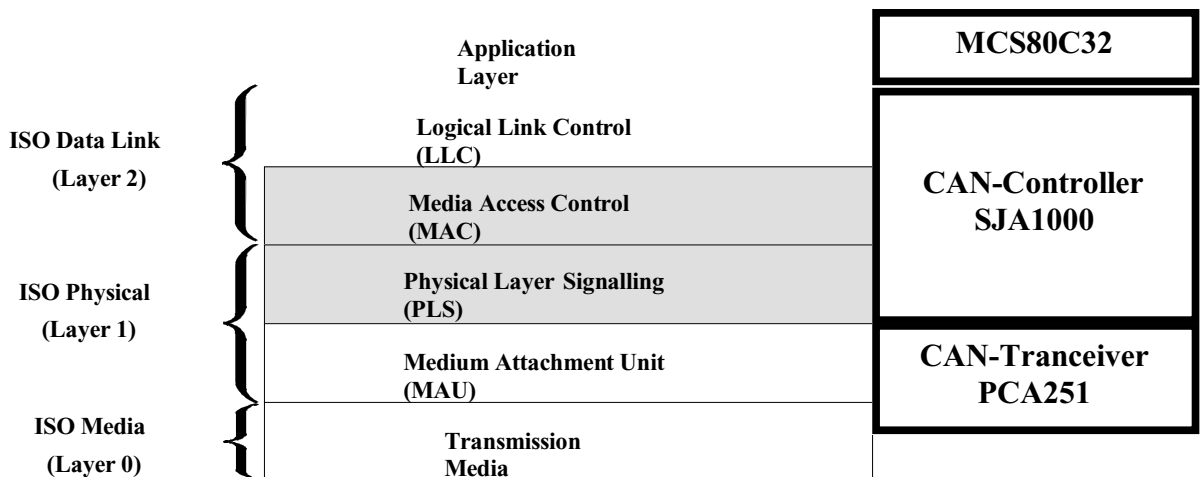 Application
Layer
MCS80C32
ISO Data Link
(Layer 2)
Logical Link Control
(LLC)
Media Access Control
(MAC)
CAN-Controller
SJA1000
ISO Physical
(Layer 1)
Physical Layer Signalling
(PLS)
Medium Attachment Unit
(MAU)
CAN-Tranceiver
PCA251
ISO Media
(Layer 0)
Transmission
Media